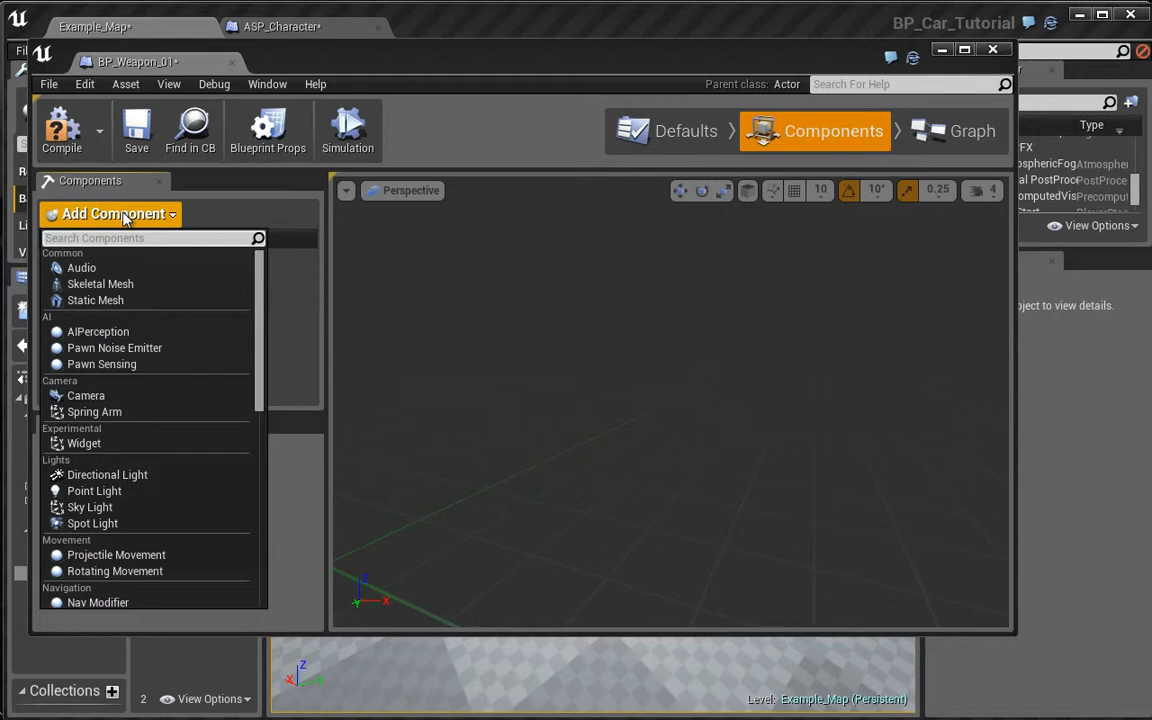 Example_Map*
ASP_Character*
BP_Car_Tutorial
BP_Weapon_01*
File Edit Asset View Window Help
Parent class: Actor
Search For Help
Compile
Save
Find in CB
Blueprint Props
Simulation
Defaults
Components
Graph
Type
Components
Add Component
Perspective
10
10°
0.25
4
View Options
Search Components
Common
Audio
Skeletal Mesh
Static Mesh
AI
AIPerception
Pawn Noise Emitter
Pawn Sensing
Camera
Camera
Spring Arm
Experimental
Widget
Lights
Directional Light
Point Light
Sky Light
Spot Light
Movement
Projectile Movement
Rotating Movement
Navigation
Nav Modifier
bject to view details.
Z
X
Y
Z
X
Collections
2
View Options
Level: Example_Map (Persistent)